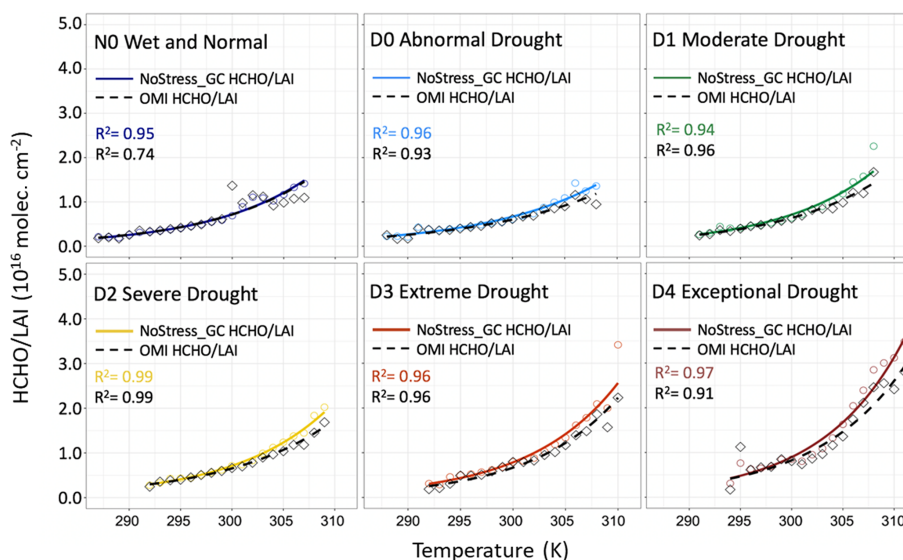 N0 Wet and Normal
NoStress_GC HCHO/LAI
OMI HCHO/LAI
R²= 0.95
R²= 0.74
D0 Abnormal Drought
NoStress_GC HCHO/LAI
OMI HCHO/LAI
R²= 0.96
R²= 0.93
D1 Moderate Drought
NoStress_GC HCHO/LAI
OMI HCHO/LAI
R²= 0.94
R²= 0.96
5.0
4.0
3.0
2.0
1.0
0.0
HCHO/LAI (10¹⁶ molec. cm⁻²)
D2 Severe Drought
NoStress_GC HCHO/LAI
OMI HCHO/LAI
R²= 0.99
R²= 0.99
D3 Extreme Drought
NoStress_GC HCHO/LAI
OMI HCHO/LAI
R²= 0.96
R²= 0.96
D4 Exceptional Drought
NoStress_GC HCHO/LAI
OMI HCHO/LAI
R²= 0.97
R²= 0.91
5.0
4.0
3.0
2.0
1.0
0.0
290 295 300 305 310
290 295 300 305 310
290 295 300 305 310
Temperature (K)